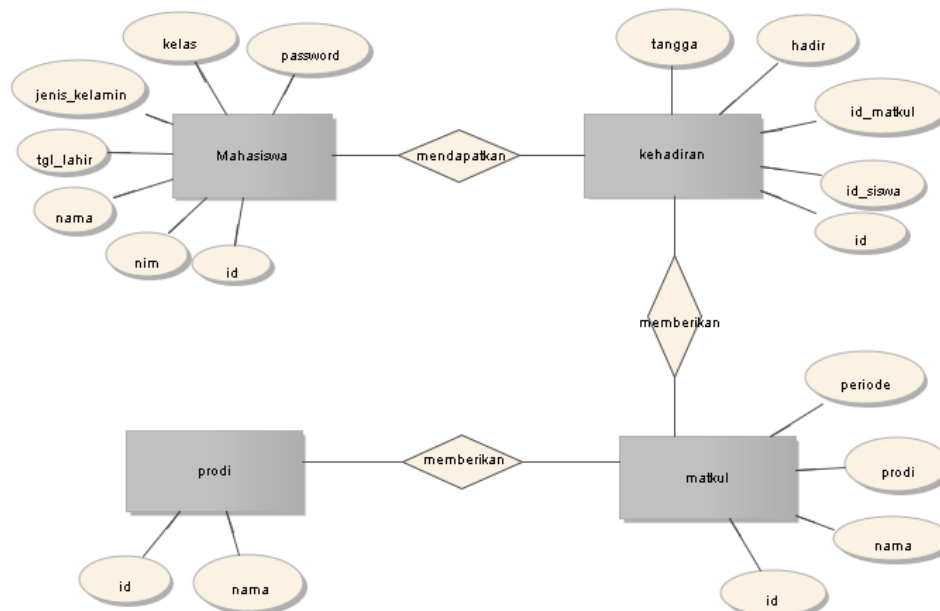 kelas
password
tangga
hadir
jenis_kelamin
id_matkul
Mahasiswa
mendapatkan
kehadiran
tgl_lahir
id_siswa
nama
id
nim
id
memberikan
periode
prodi
memberikan
matkul
prodi
nama
id
nama
id